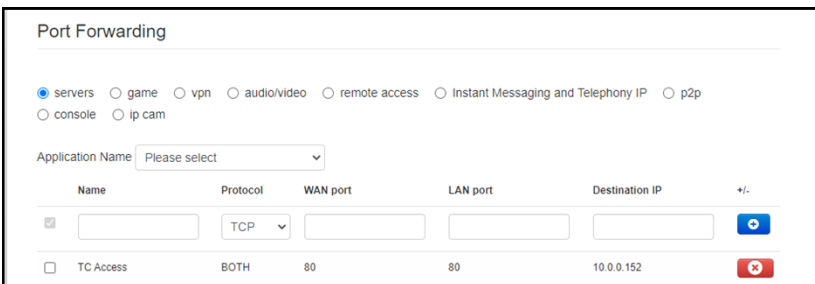 Port Forwarding
servers game vpn audio/video remote access Instant Messaging and Telephony IP p2p
console ip cam
Application Name Please select
Name Protocol WAN port LAN port Destination IP +/-
TCP
TC Access BOTH 80 80 10.0.0.152